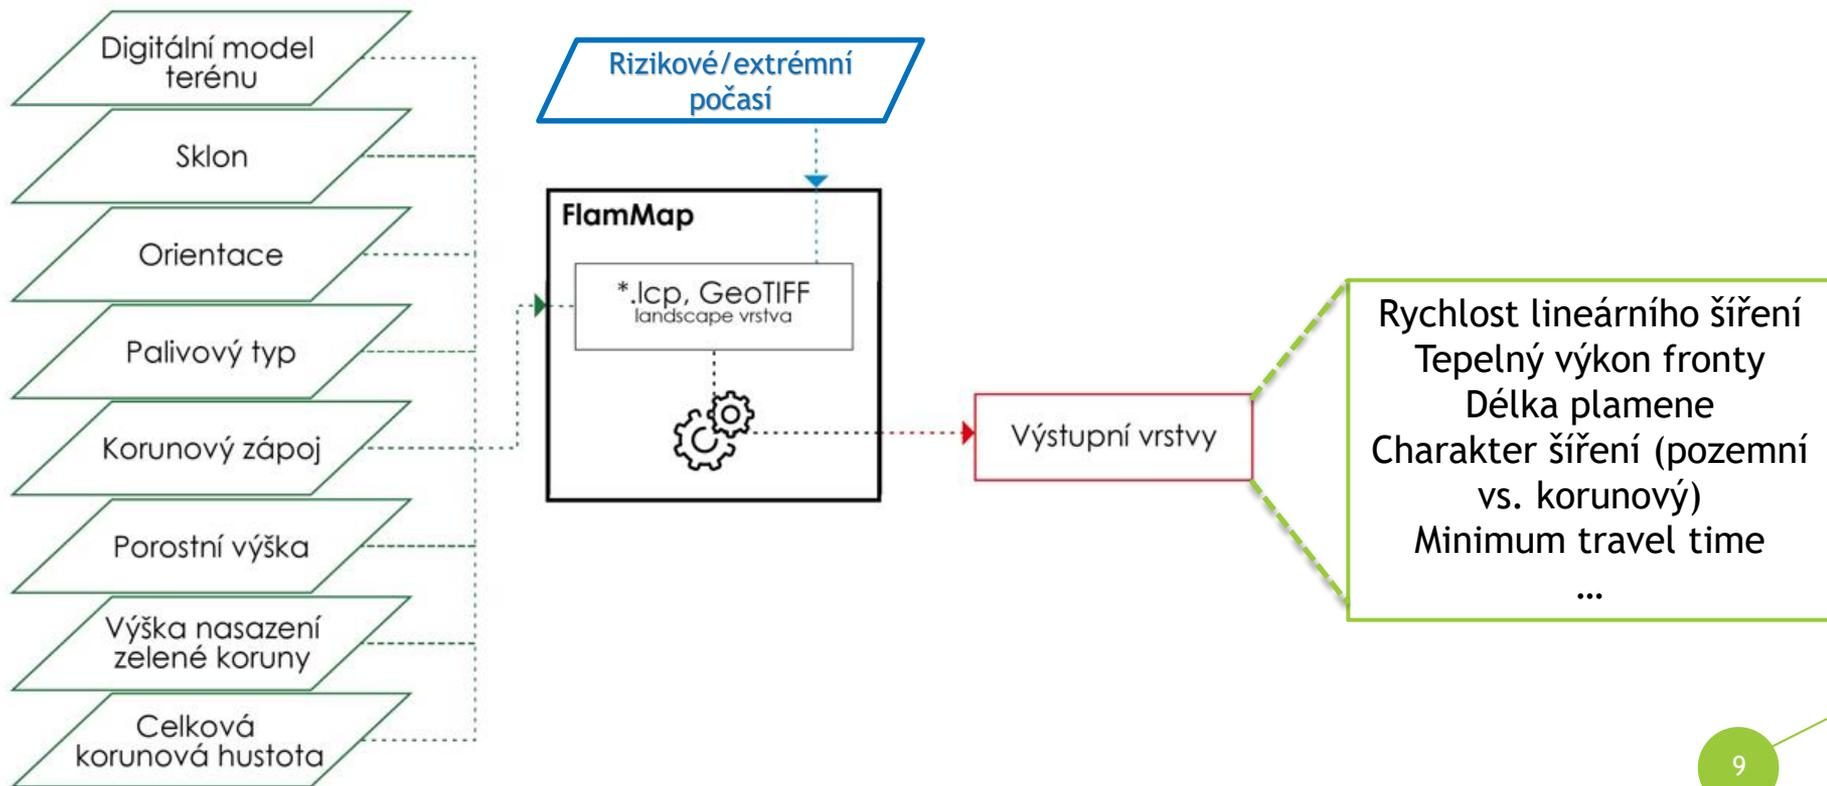 Digitální model
terénu
Sklon
Orientace
Palivový typ
Korunový zápoj
Porostní výška
Výška nasazení
zelené koruny
Celková
korunová hustota
Rizikové/extrémní
počasí
FlamMap
*.lcp, GeoTIFF
landscape vrstva
Výstupní vrstvy
Rychlost lineárního šíření
Tepelný výkon fronty
Délka plamene
Charakter šíření (pozemní
vs. korunový)
Minimum travel time
…
9